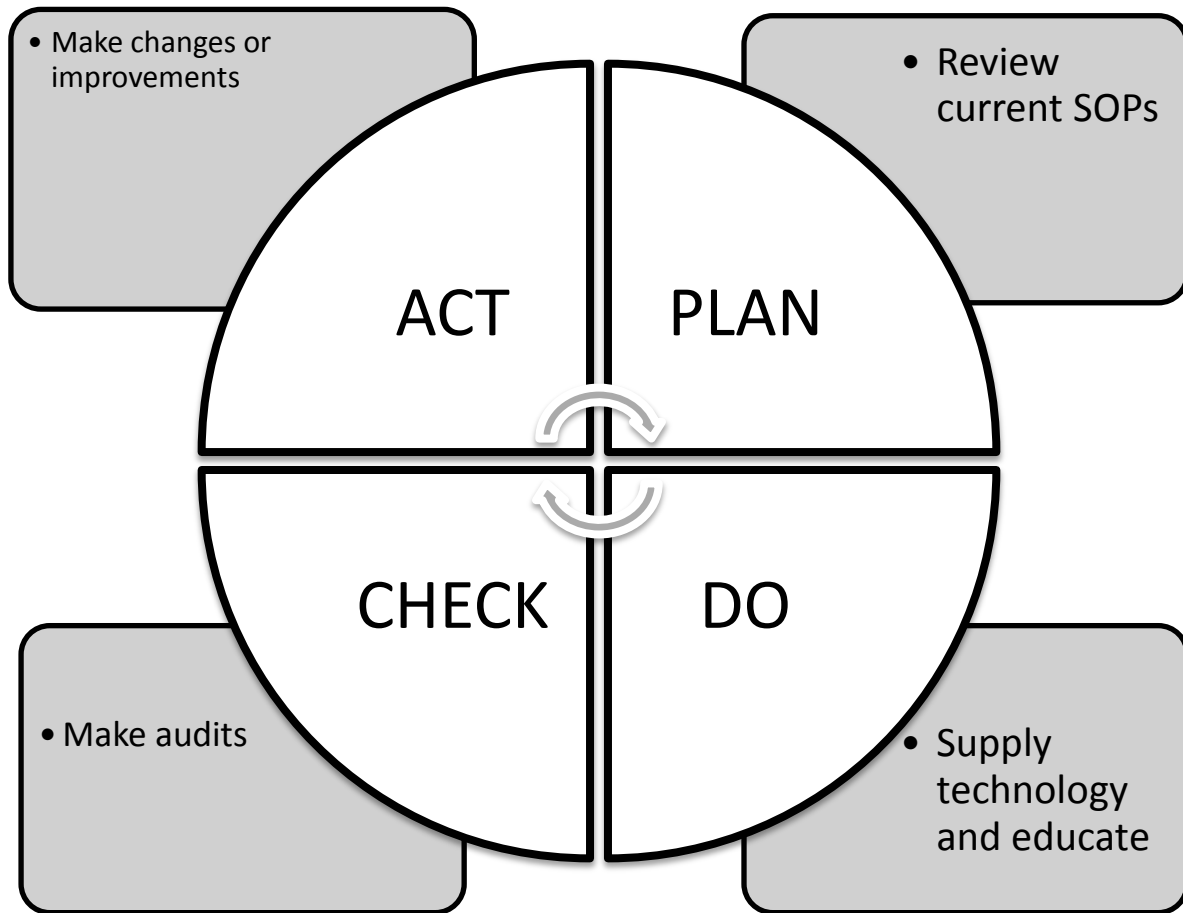 • Make changes or
improvements
• Review
current SOPs
ACT
PLAN
CHECK
DO
• Make audits
• Supply
technology
and educate